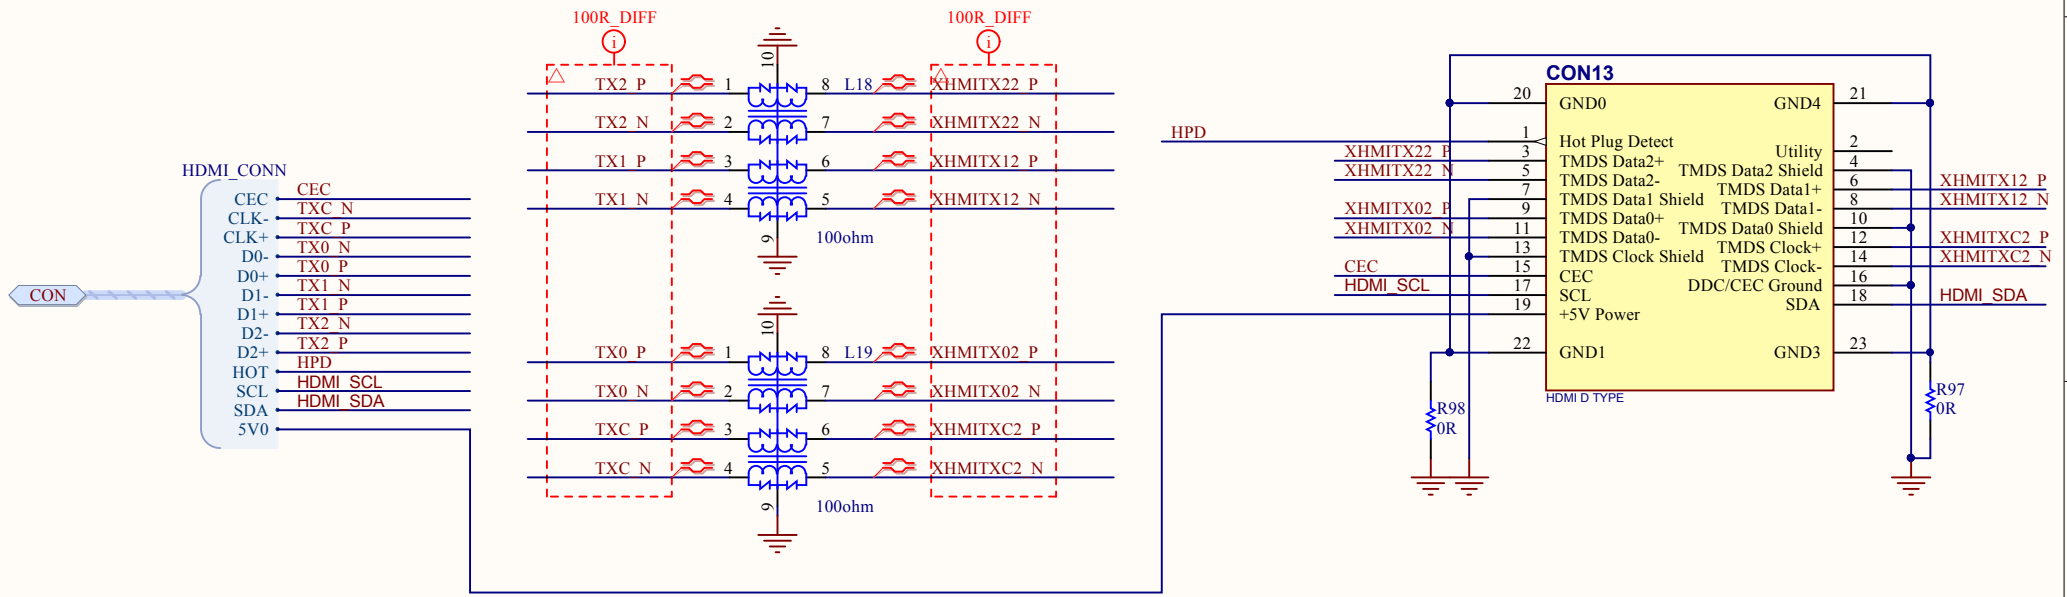 100R_DIFF
i
100R_DIFF
i
10
TX2_P
1
8
L18
XHMITX22_P
TX2_N
2
7
XHMITX22_N
TX1_P
3
6
XHMITX12_P
TX1_N
4
5
XHMITX12_N
9
100ohm
HDMI_CONN
CEC
CEC
CLK-
TXC_N
CLK+
TXC_P
D0-
TX0_N
D0+
TX0_P
D1-
TX1_N
D1+
TX1_P
D2-
TX2_N
D2+
TX2_P
HOT
HPD
SCL
HDMI_SCL
SDA
HDMI_SDA
5V0
CON
10
TX0_P
1
8
L19
XHMITX02_P
TX0_N
2
7
XHMITX02_N
TXC_P
3
6
XHMITXC2_P
TXC_N
4
5
XHMITXC2_N
9
100ohm
CON13
20
GND0
GND4
21
HPD
1
Hot Plug Detect
Utility
2
XHMITX22_P
3
TMDS Data2+
TMDS Data2 Shield
4
XHMITX22_N
5
TMDS Data2-
TMDS Data1+
6
XHMITX12_P
7
TMDS Data1 Shield
TMDS Data1-
8
XHMITX12_N
XHMITX02_P
9
TMDS Data0+
TMDS Data0 Shield
10
XHMITX02_N
11
TMDS Data0-
TMDS Clock+
12
XHMITXC2_P
13
TMDS Clock Shield
TMDS Clock-
14
XHMITXC2_N
CEC
15
CEC
DDC/CEC Ground
16
HDMI_SCL
17
SCL
SDA
18
HDMI_SDA
19
+5V Power
22
GND1
GND3
23
HDMI D TYPE
R98
0R
R97
0R